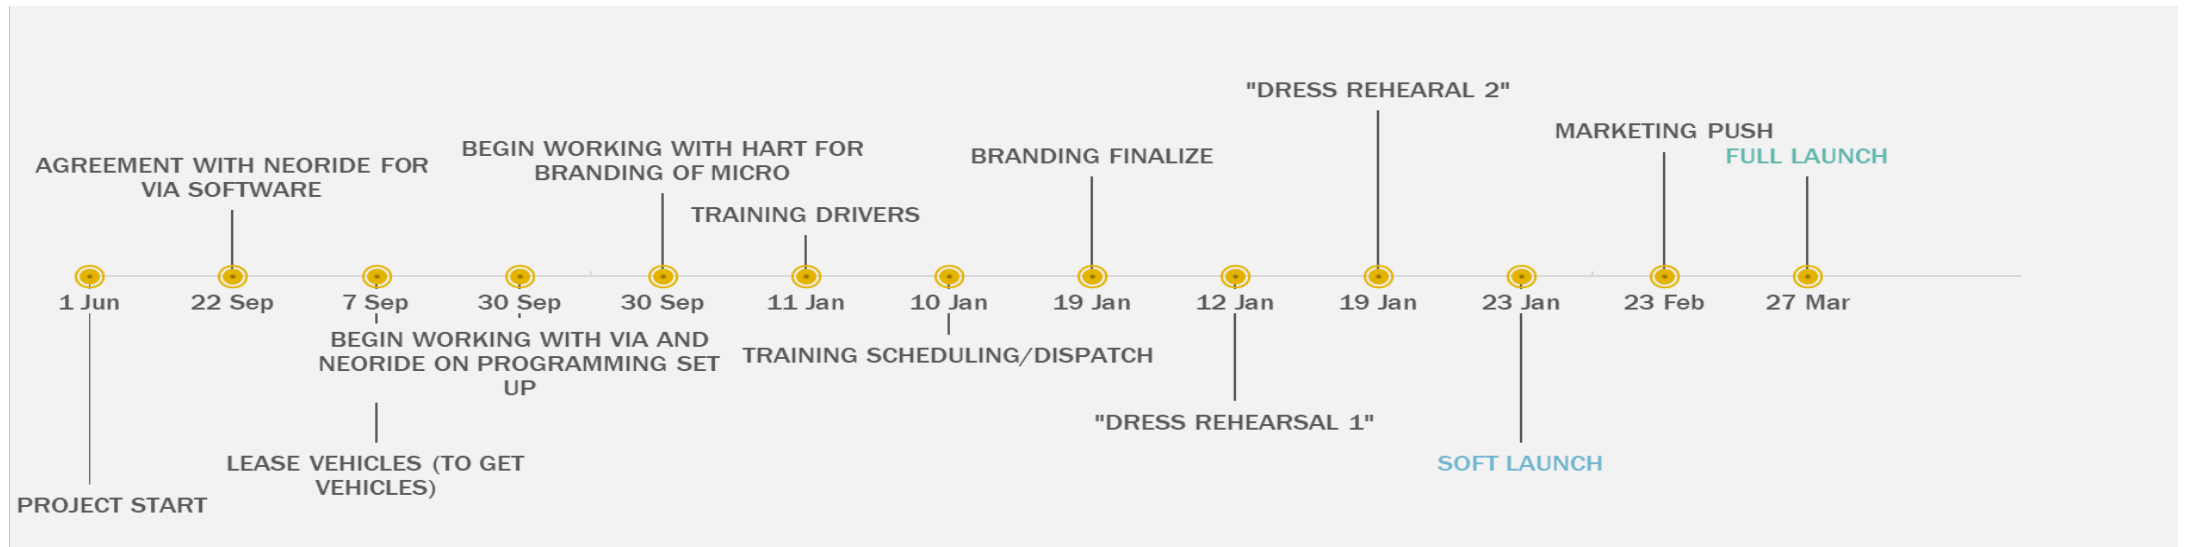 "DRESS REHEARAL 2"
MARKETING PUSH
BEGIN WORKING WITH HART FOR
BRANDING OF MICRO
BRANDING FINALIZE
FULL LAUNCH
AGREEMENT WITH NEORIDE FOR
VIA SOFTWARE
TRAINING DRIVERS
1 Jun
22 Sep
7 Sep
30 Sep
30 Sep
11 Jan
10 Jan
19 Jan
12 Jan
19 Jan
23 Jan
23 Feb
27 Mar
BEGIN WORKING WITH VIA AND
NEORIDE ON PROGRAMMING SET
UP
TRAINING SCHEDULING/DISPATCH
"DRESS REHEARSAL 1"
LEASE VEHICLES (TO GET
VEHICLES)
SOFT LAUNCH
PROJECT START